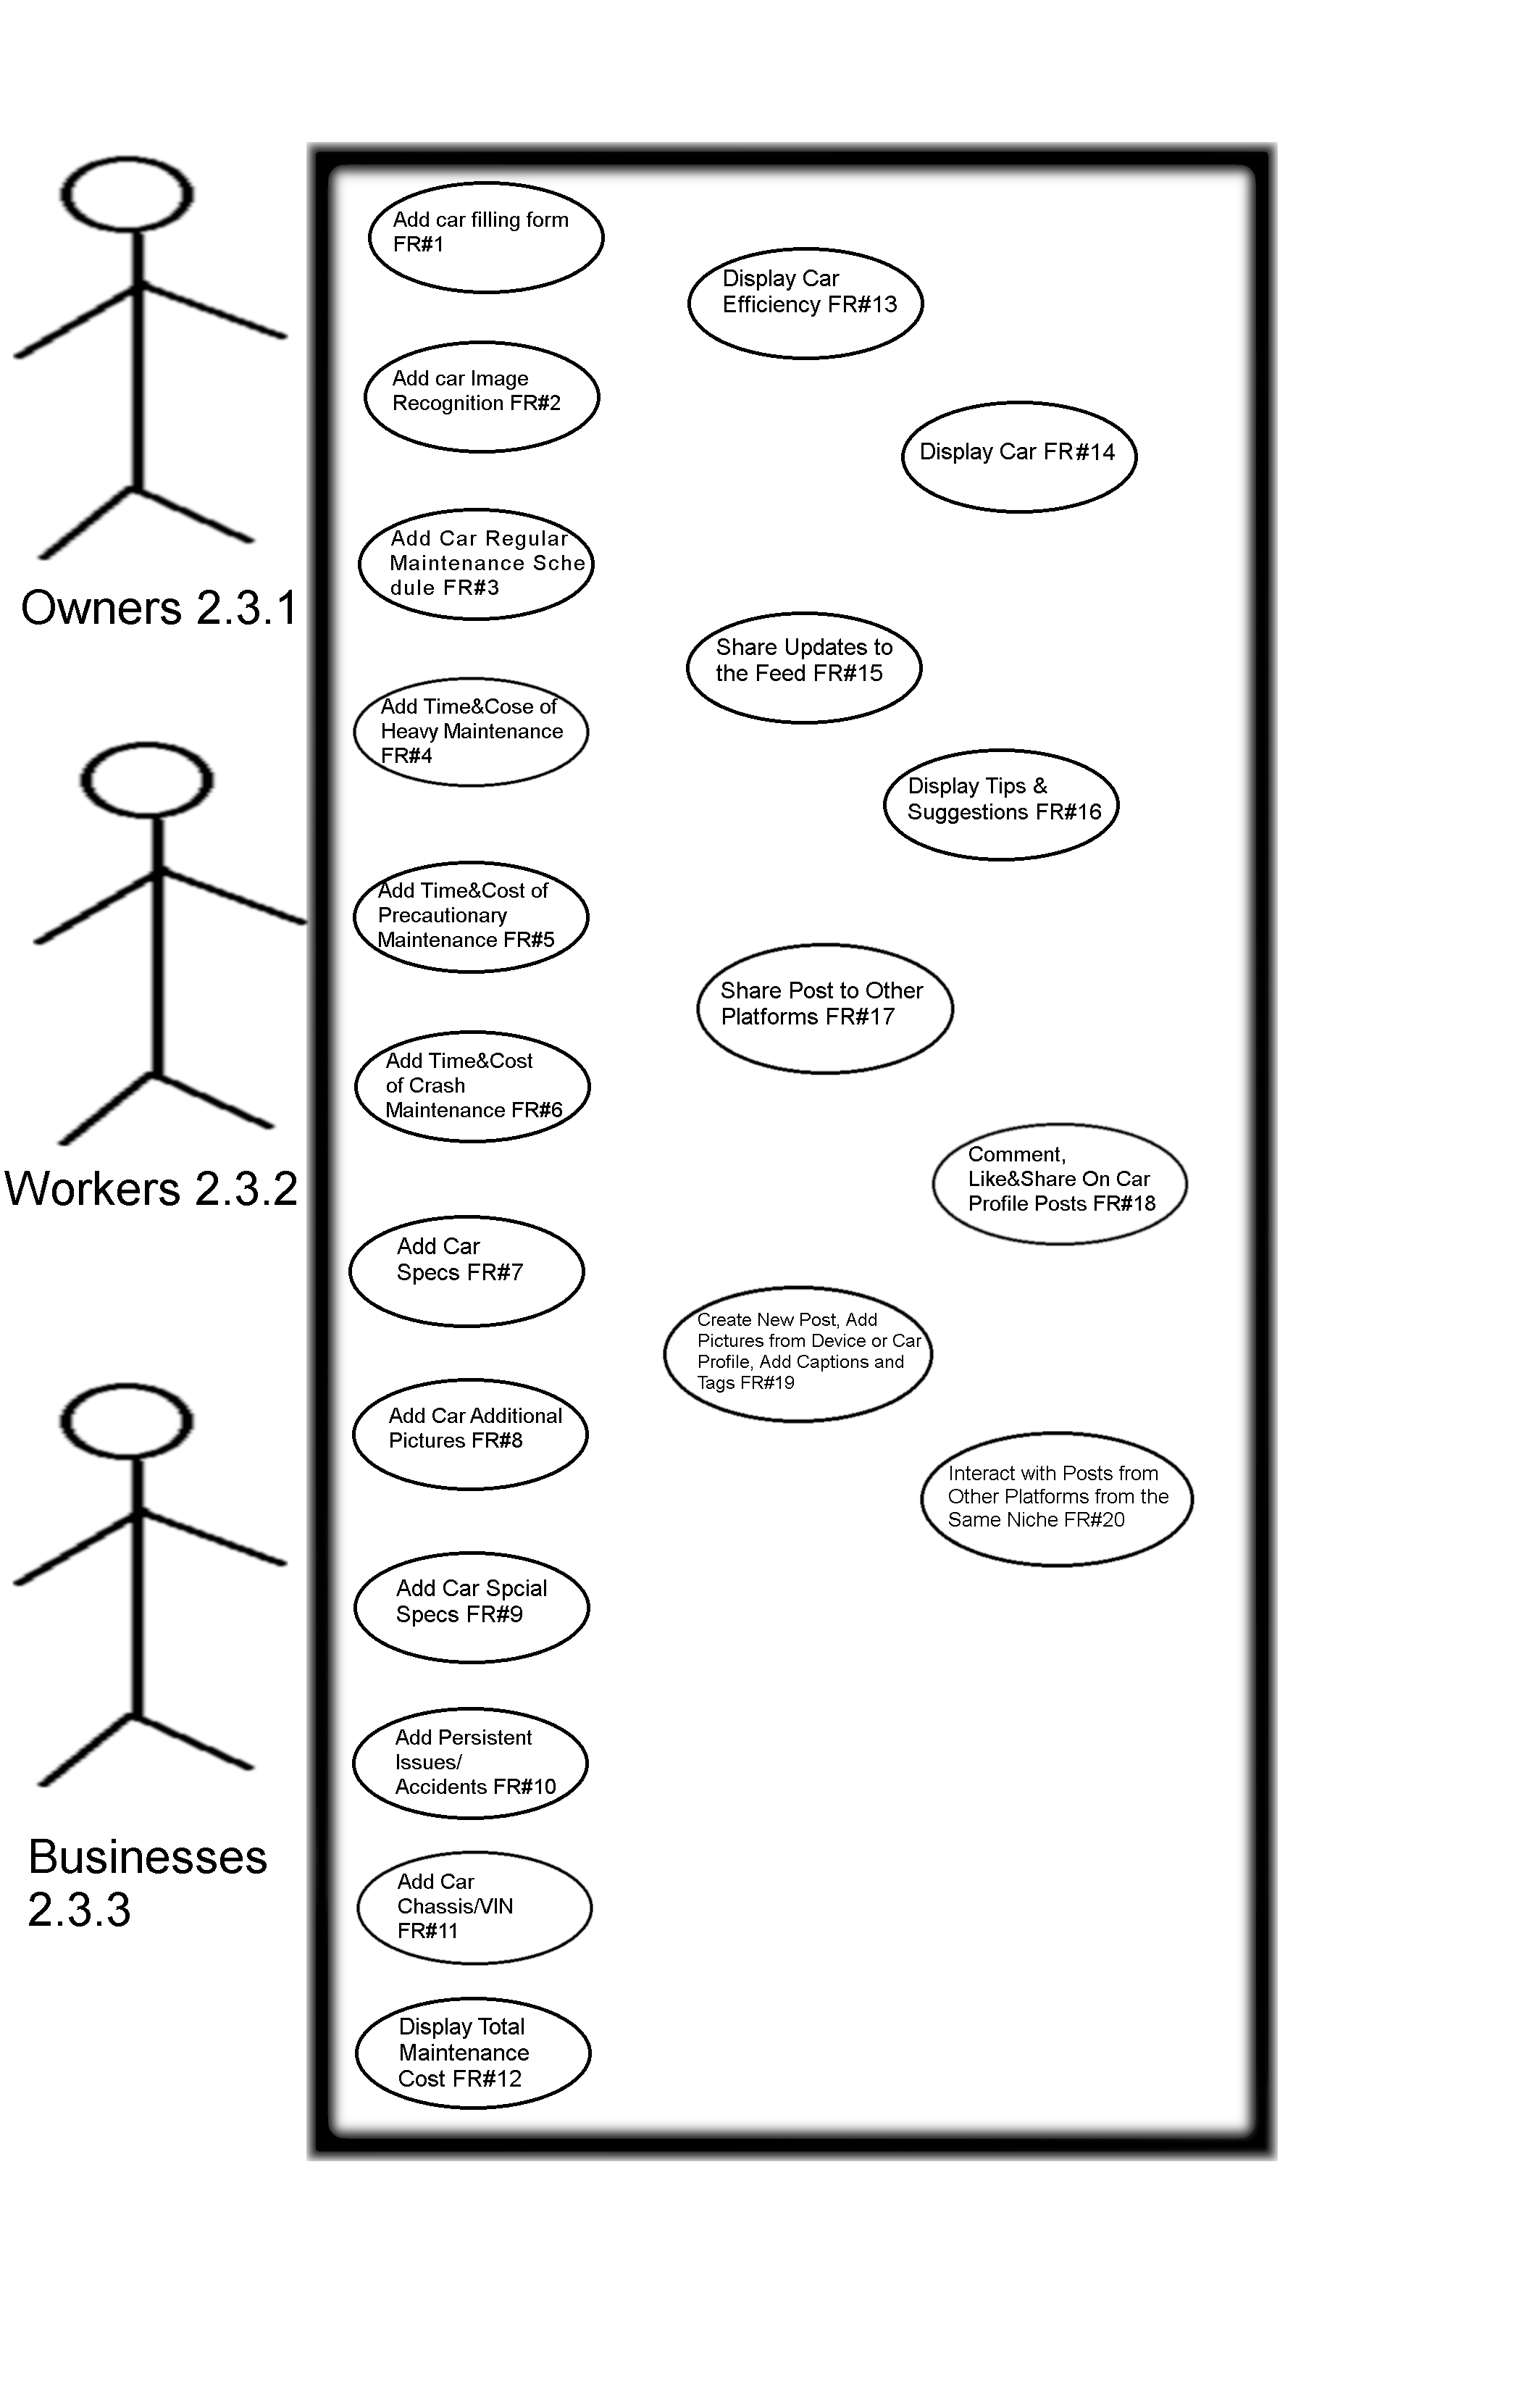 Add car filling form
FR#1
Display Car
Efficiency FR#13
Add car Image
Recognition FR#2
Display Car FR#14
Add Car Regular
Maintenance Sche
dule FR#3
Owners 2.3.1
Share Updates to
the Feed FR#15
Add Time&Cose of
Heavy Maintenance
FR#4
Display Tips &
Suggestions FR#16
Add Time&Cost of
Precautionary
Maintenance FR#5
Share Post to Other
Platforms FR#17
Add Time&Cost
of Crash
Maintenance FR#6
Workers 2.3.2
Comment,
Like&Share On Car
Profile Posts FR#18
Add Car
Specs FR#7
Create New Post, Add
Pictures from Device or Car
Profile, Add Captions and
Tags FR#19
Add Car Additional
Pictures FR#8
Interact with Posts from
Other Platforms from the
Same Niche FR#20
Add Car Spcial
Specs FR#9
Add Persistent
Issues/
Accidents FR#10
Businesses
2.3.3
Add Car
Chassis/VIN
FR#11
Display Total
Maintenance
Cost FR#12